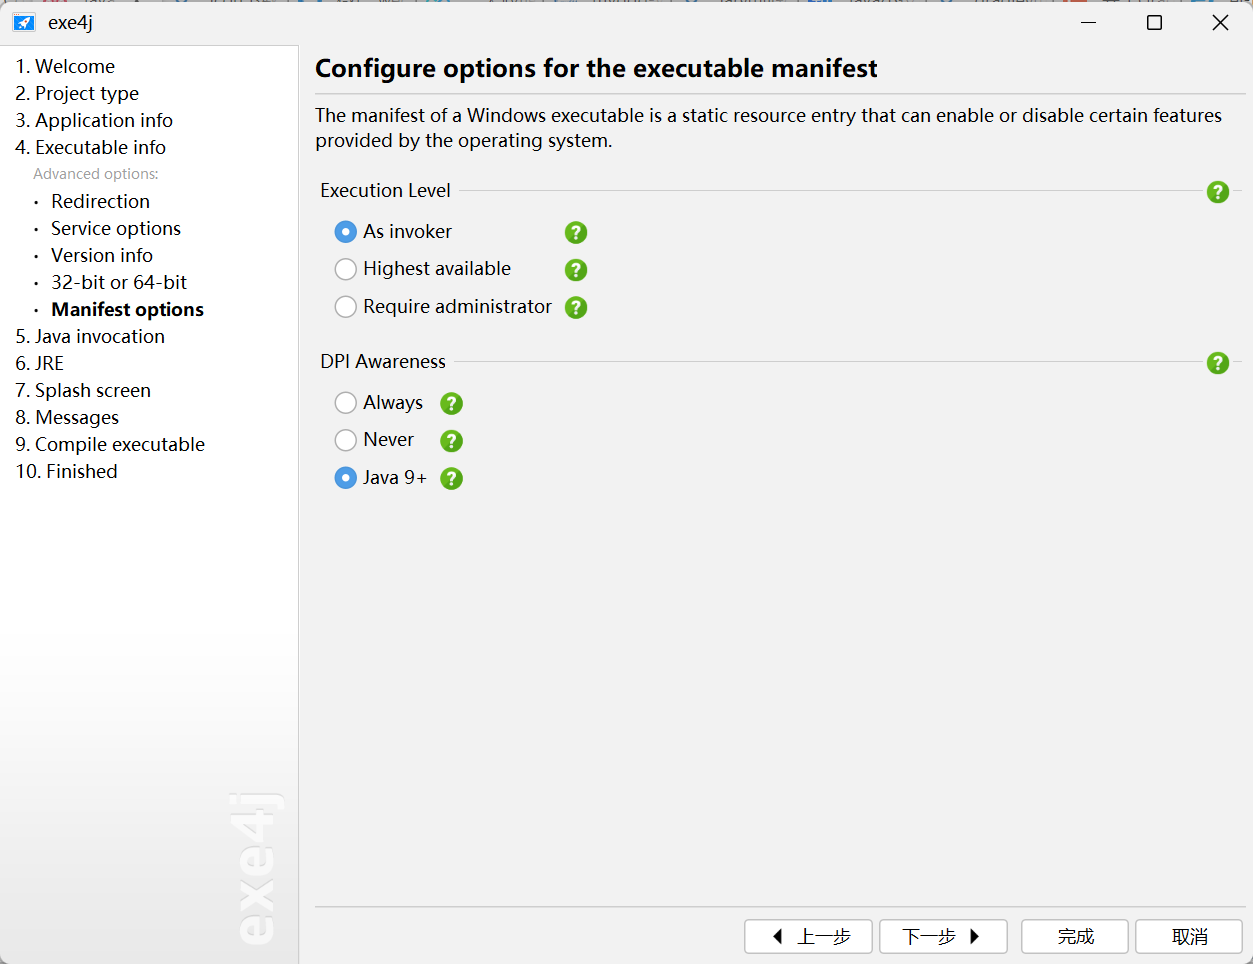 exe4j
1. Welcome
2. Project type
3. Application info
4. Executable info
Advanced options:
· Redirection
· Service options
· Version info
· 32-bit or 64-bit
· Manifest options
5. Java invocation
6. JRE
7. Splash screen
8. Messages
9. Compile executable
10. Finished
exe4j
Configure options for the executable manifest
The manifest of a Windows executable is a static resource entry that can enable or disable certain features
provided by the operating system.
Execution Level
As invoker
Highest available
Require administrator
DPI Awareness
Always
Never
Java 9+
上一步 下一步 完成 取消